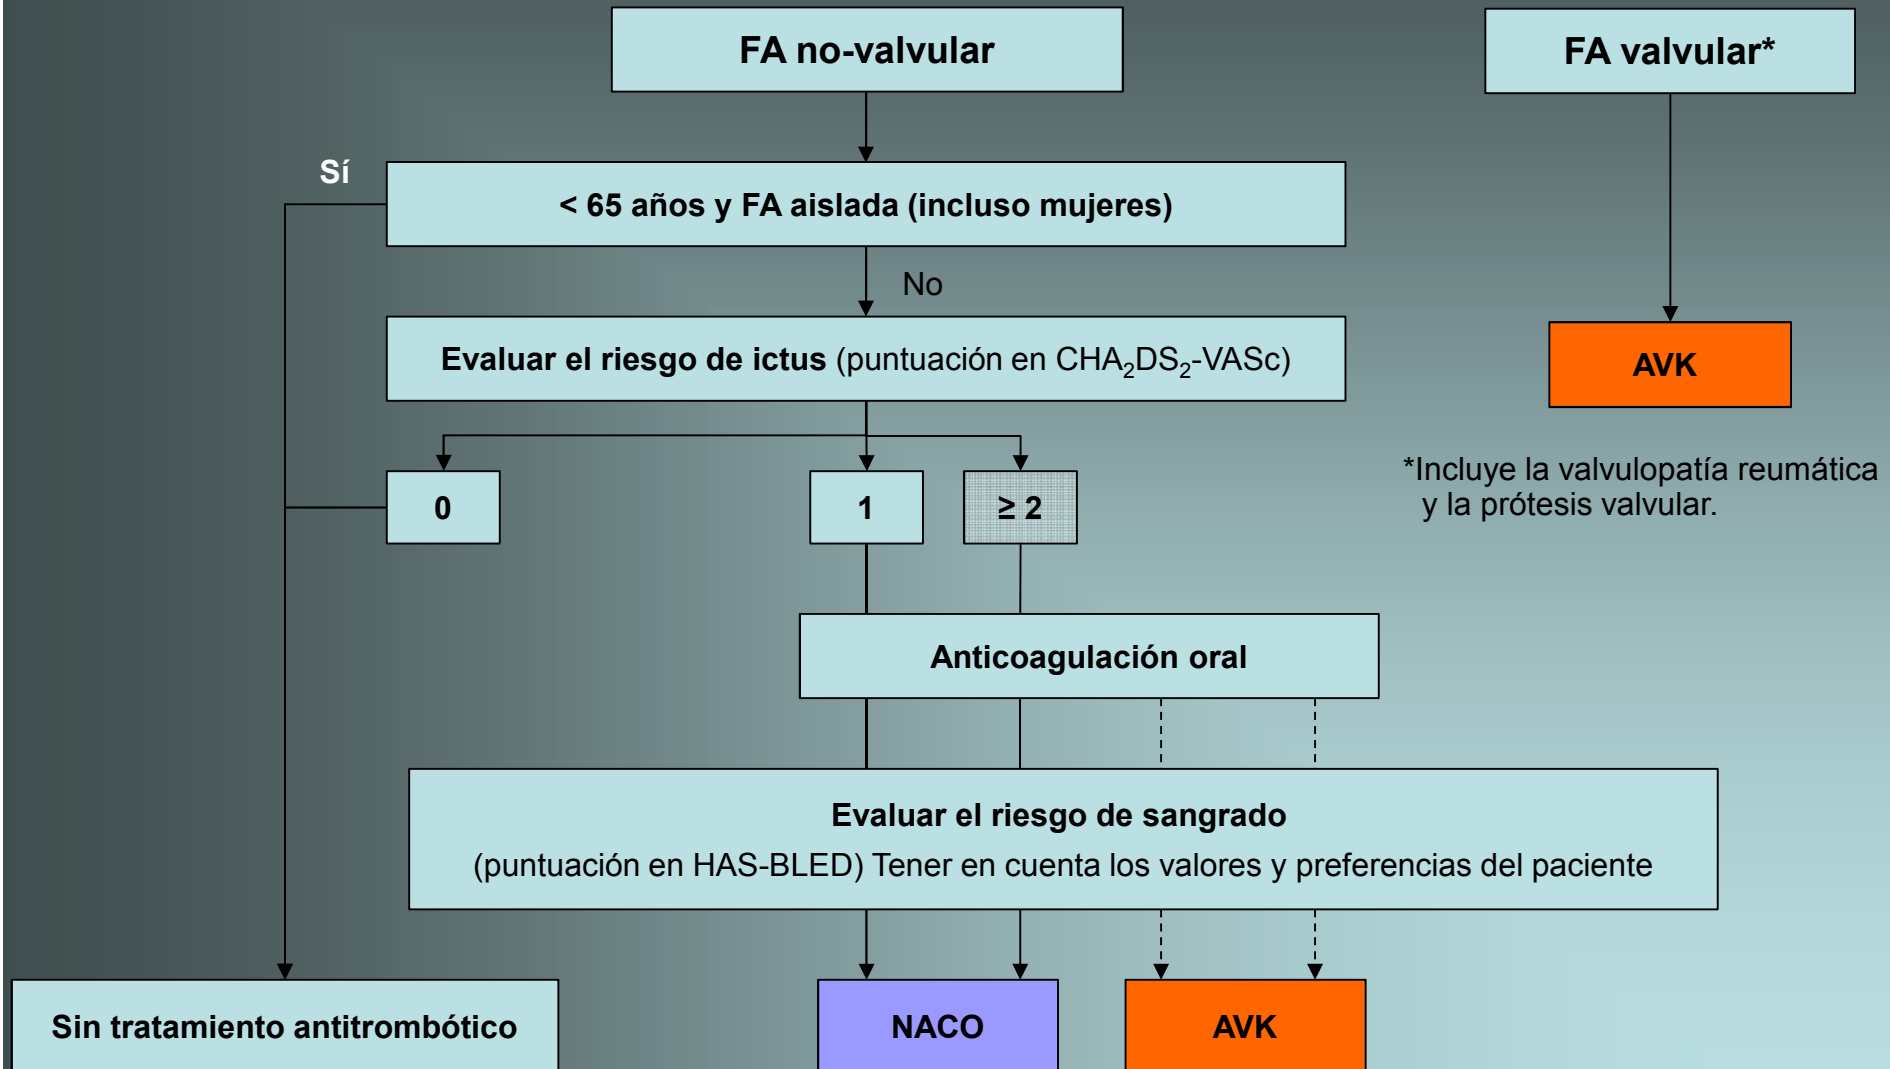 FA no-valvular
FA valvular*
Sí
< 65 años y FA aislada (incluso mujeres)
No
Evaluar el riesgo de ictus (puntuación en CHA₂DS₂-VASc)
AVK
*Incluye la valvulopatía reumática
y la prótesis valvular.
0
1
≥ 2
Anticoagulación oral
Evaluar el riesgo de sangrado
(puntuación en HAS-BLED) Tener en cuenta los valores y preferencias del paciente
Sin tratamiento antitrombótico
NACO
AVK